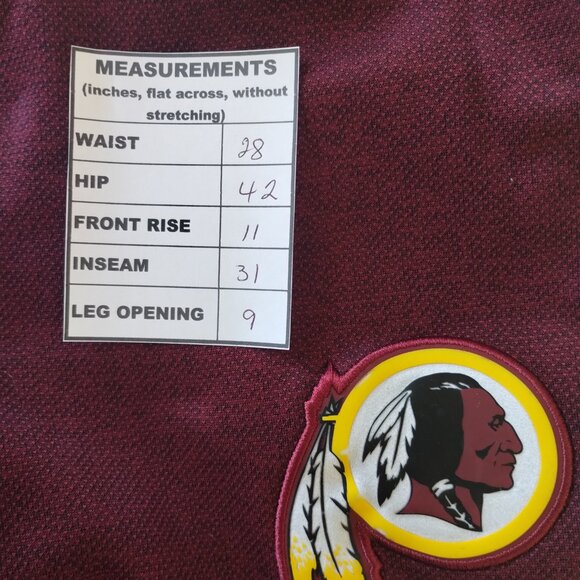 MEASUREMENTS
(inches, flat across, without
stretching)
WAIST 28
HIP 42
FRONT RISE 11
INSEAM 31
LEG OPENING 9